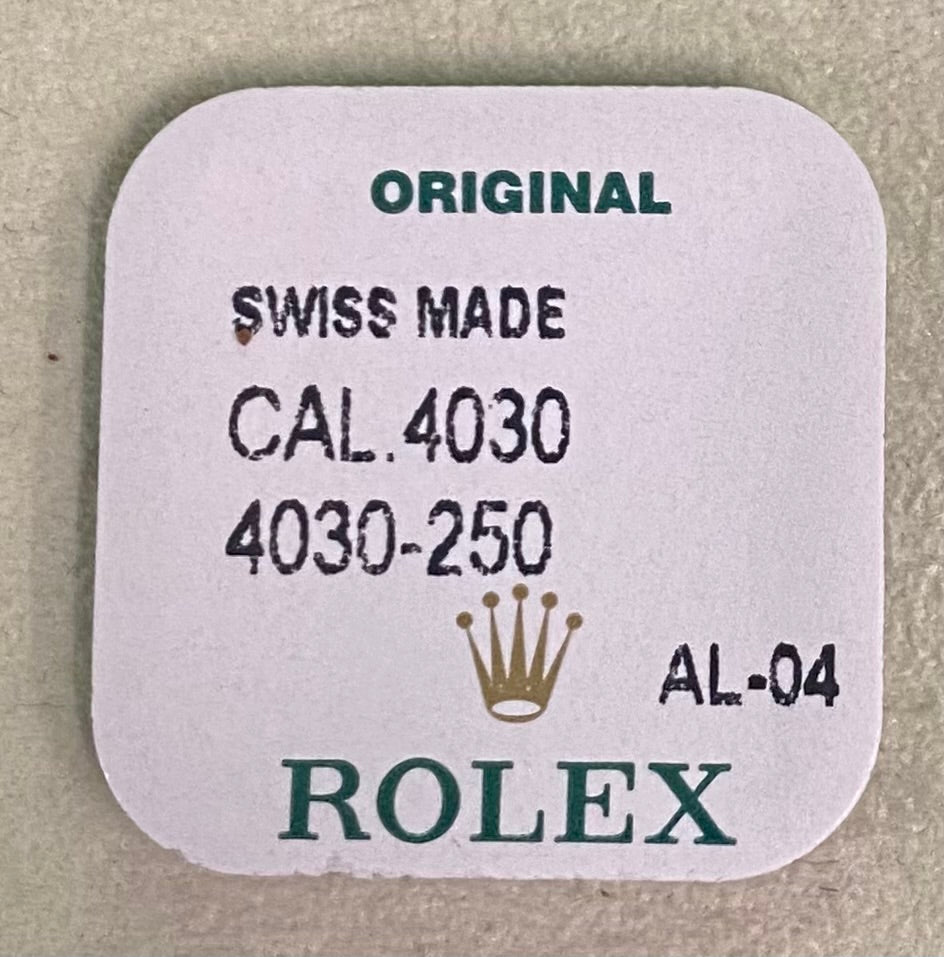 ORIGINAL
SWISS MADE
CAL.4030
4030-250
AL-04
ROLEX